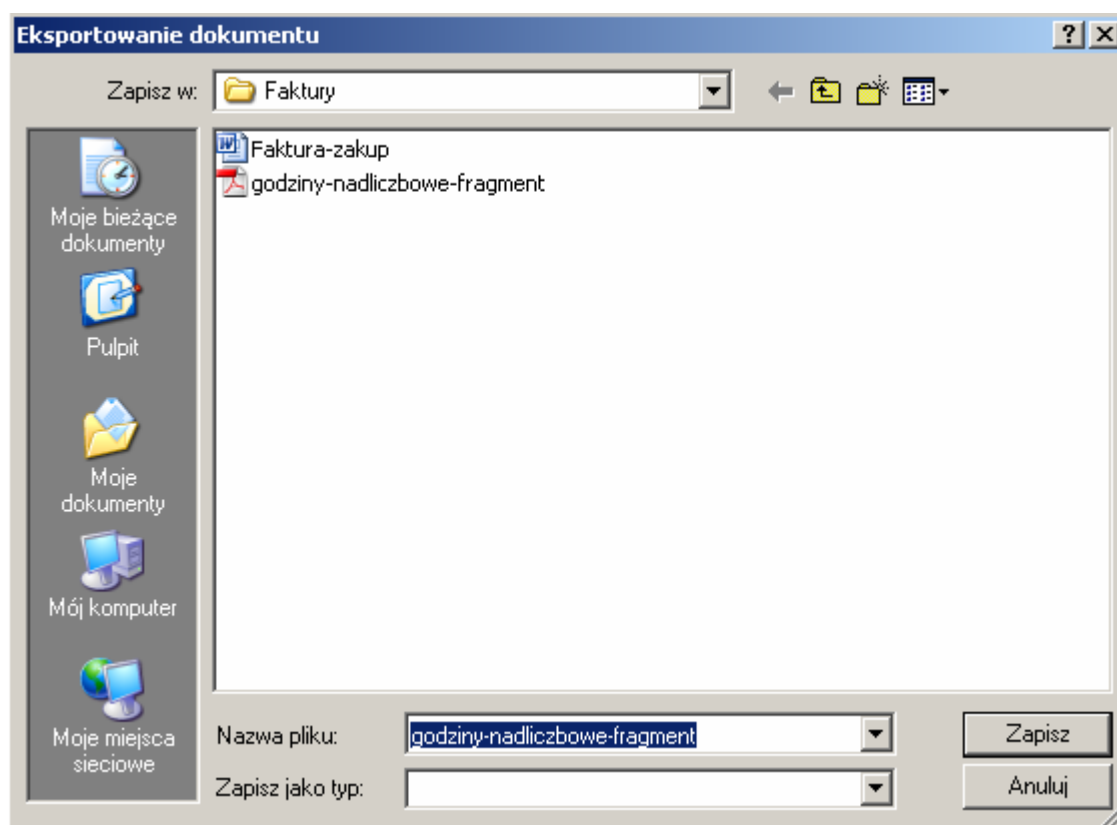 Eksportowanie dokumentu
Zapisz w:
Faktury
Faktura-zakup
godziny-nadliczbowe-fragment
Moje bieżące
dokumenty
Pulpit
Moje
dokumenty
Mój komputer
Moje miejsca
sieciowe
Nazwa pliku:
godziny-nadliczbowe-fragment
Zapisz
Zapisz jako typ:
Anuluj